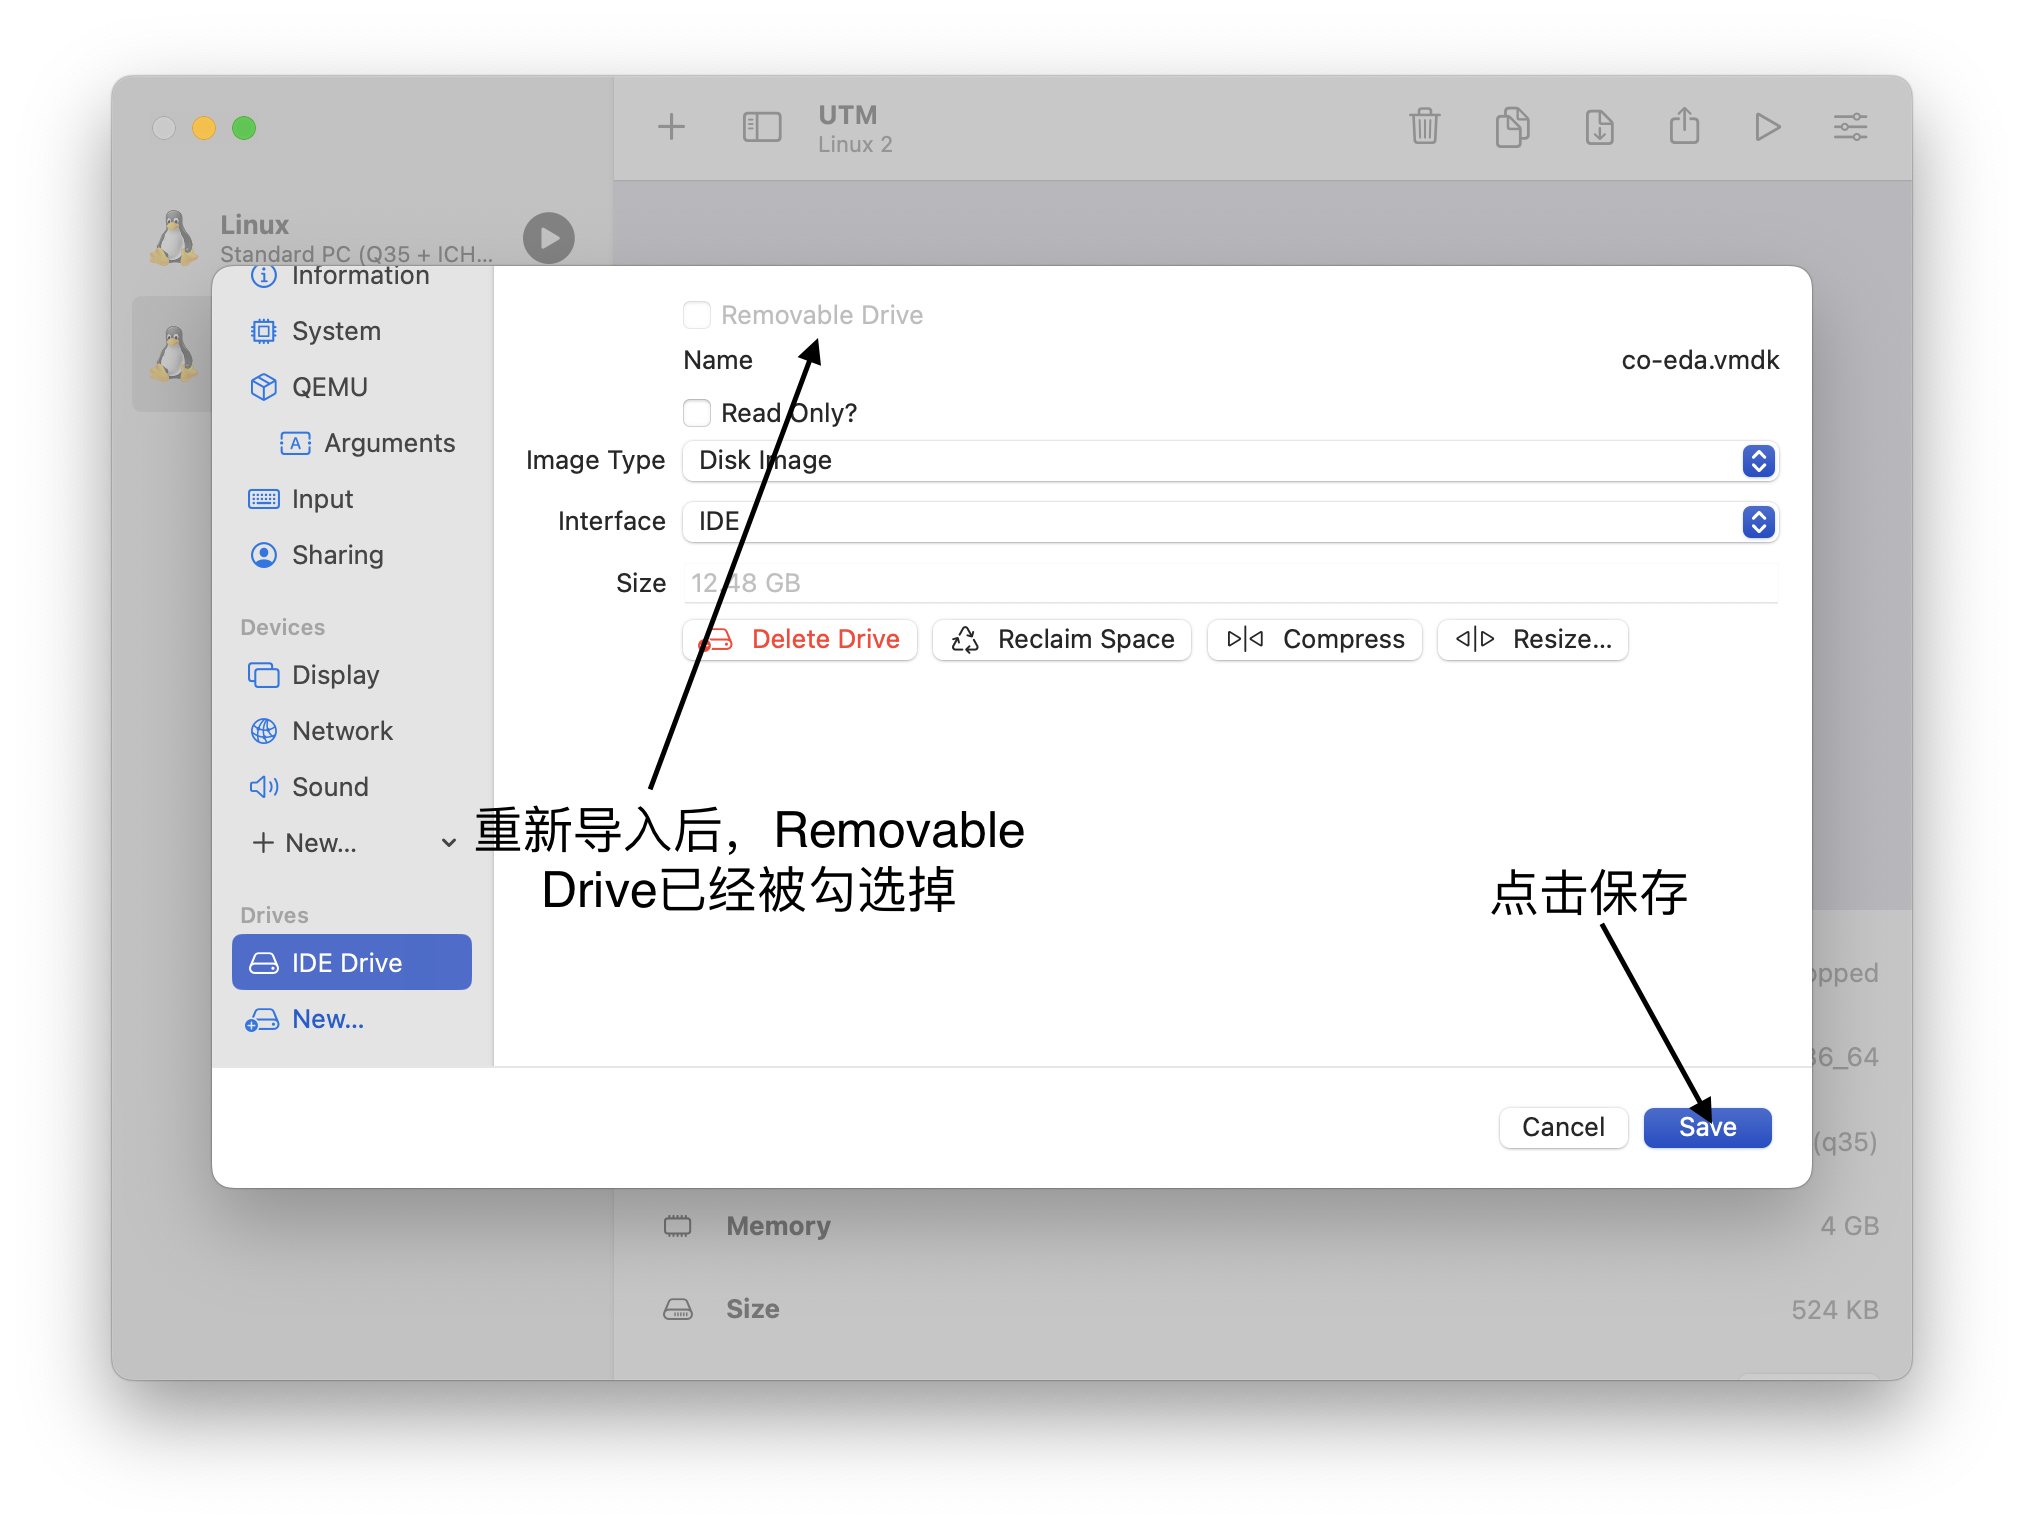 UTM
Linux 2
Linux
Standard PC (Q35 + ICH...
Information
System
QEMU
Arguments
Input
Sharing
Devices
Display
Network
Sound
New...
Drives
IDE Drive
New...
Removable Drive
Name co-eda.vmdk
Read Only?
Image Type Disk Image
Interface IDE
Size 12.48 GB
Delete Drive Reclaim Space Compress Resize...
重新导入后，Removable
Drive已经被勾选掉
点击保存
Cancel Save
opped
86_64
(q35)
Memory 4 GB
Size 524 KB